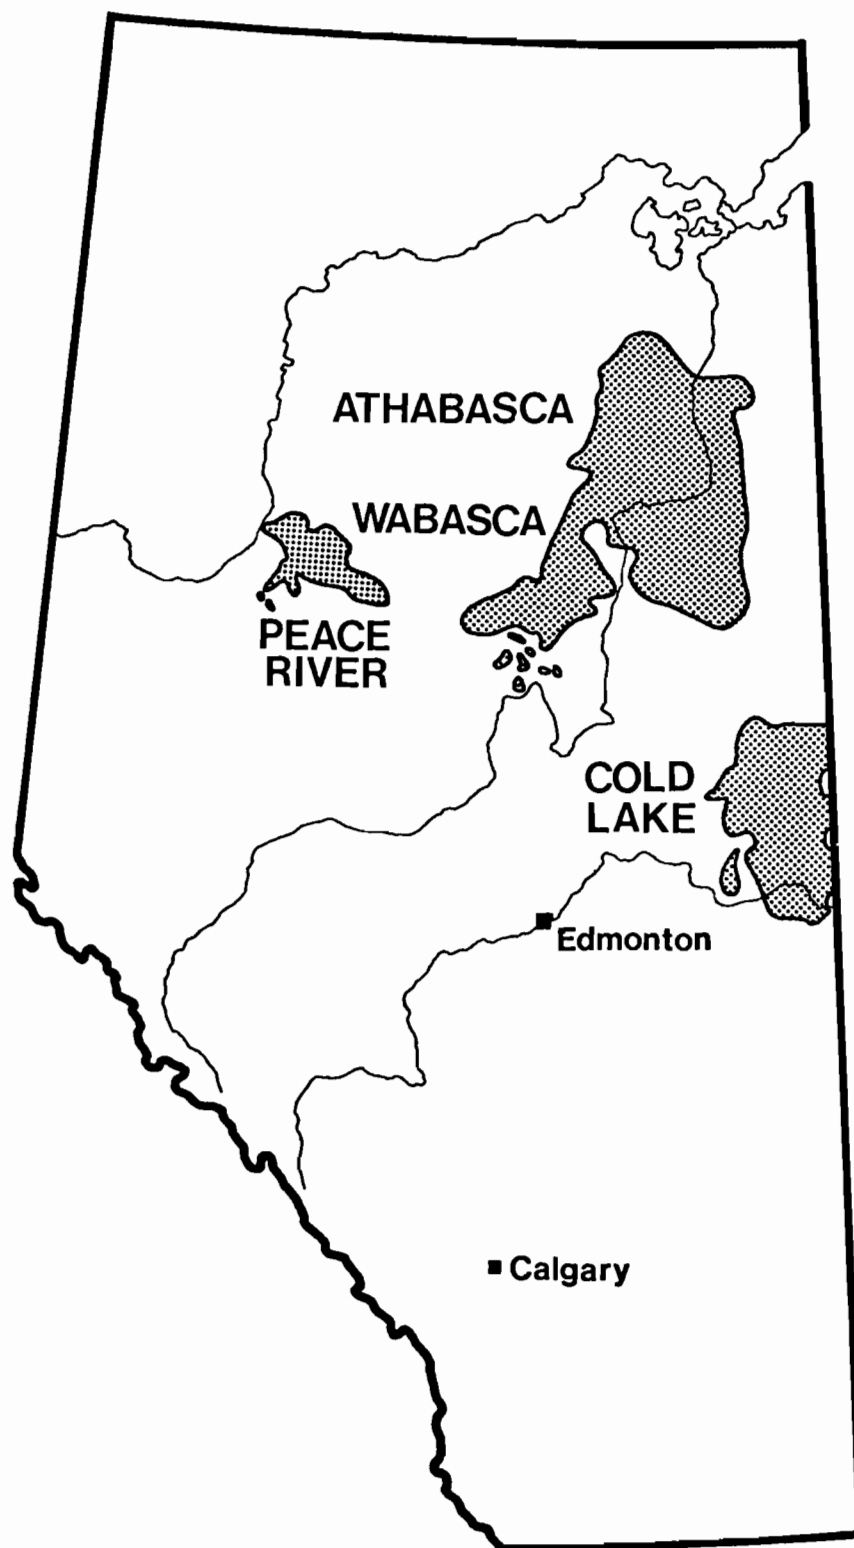 ATHABASCA
WABASCA
PEACE
RIVER
COLD
LAKE
Edmonton
Calgary